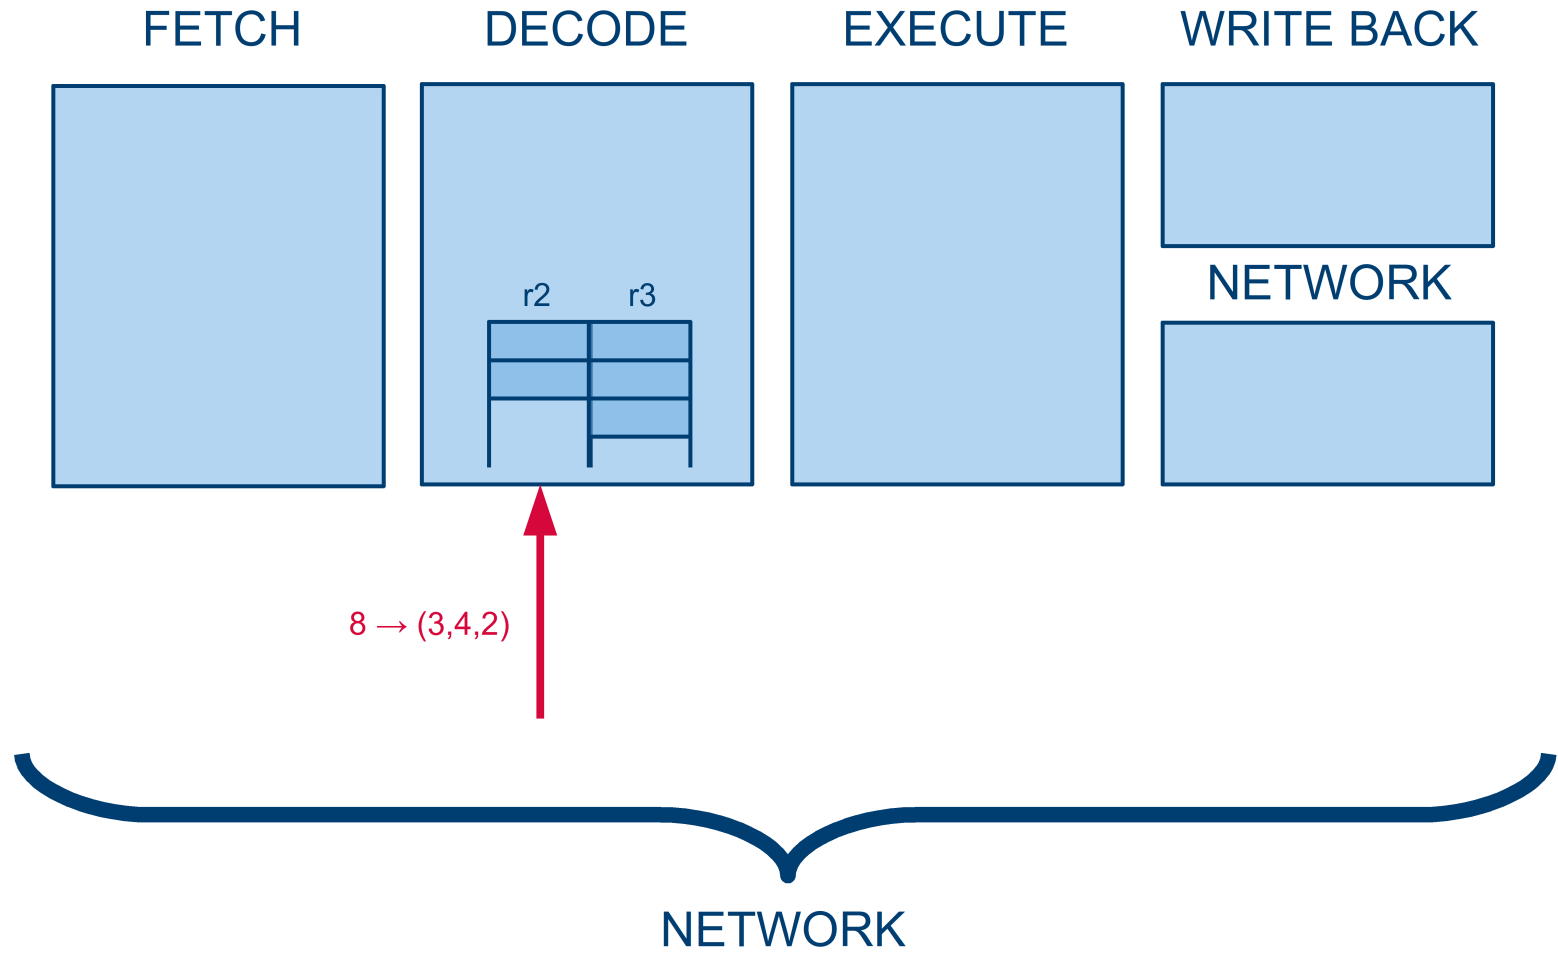 FETCH
DECODE
EXECUTE
WRITE BACK
NETWORK
r2
r3
8 → (3,4,2)
NETWORK